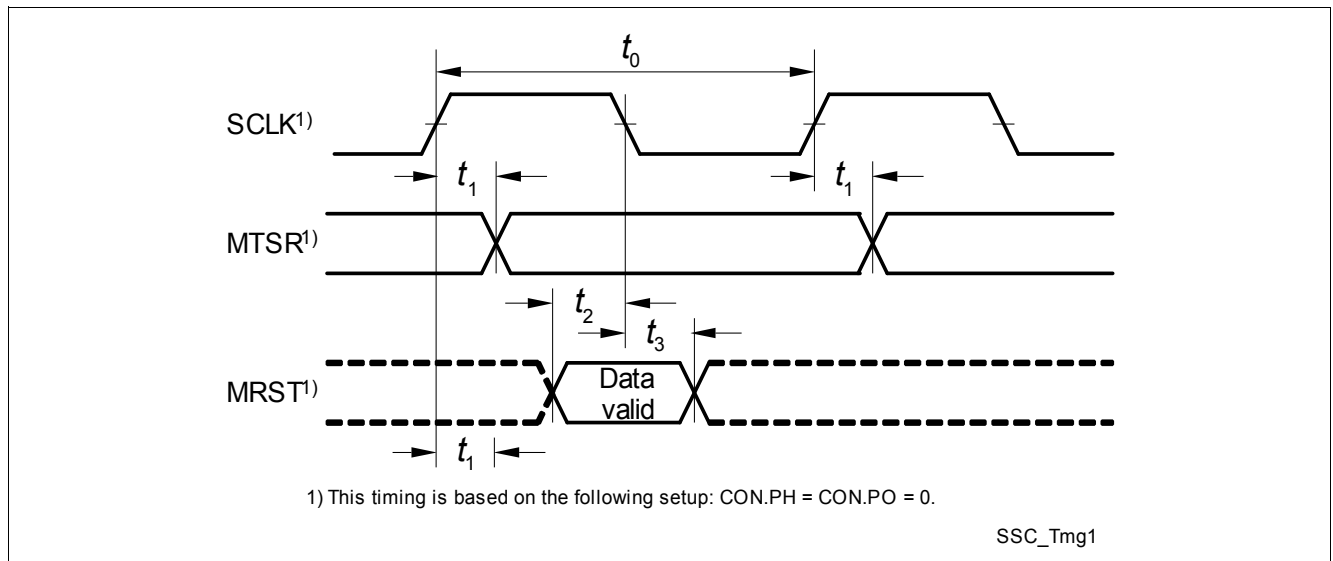 t0
SCLK1)
t1 t1
MTSR1)
t2
t3
MRST1) Data valid
t1
1) This timing is based on the following setup: CON.PH = CON.PO = 0.
SSC_Tmg1